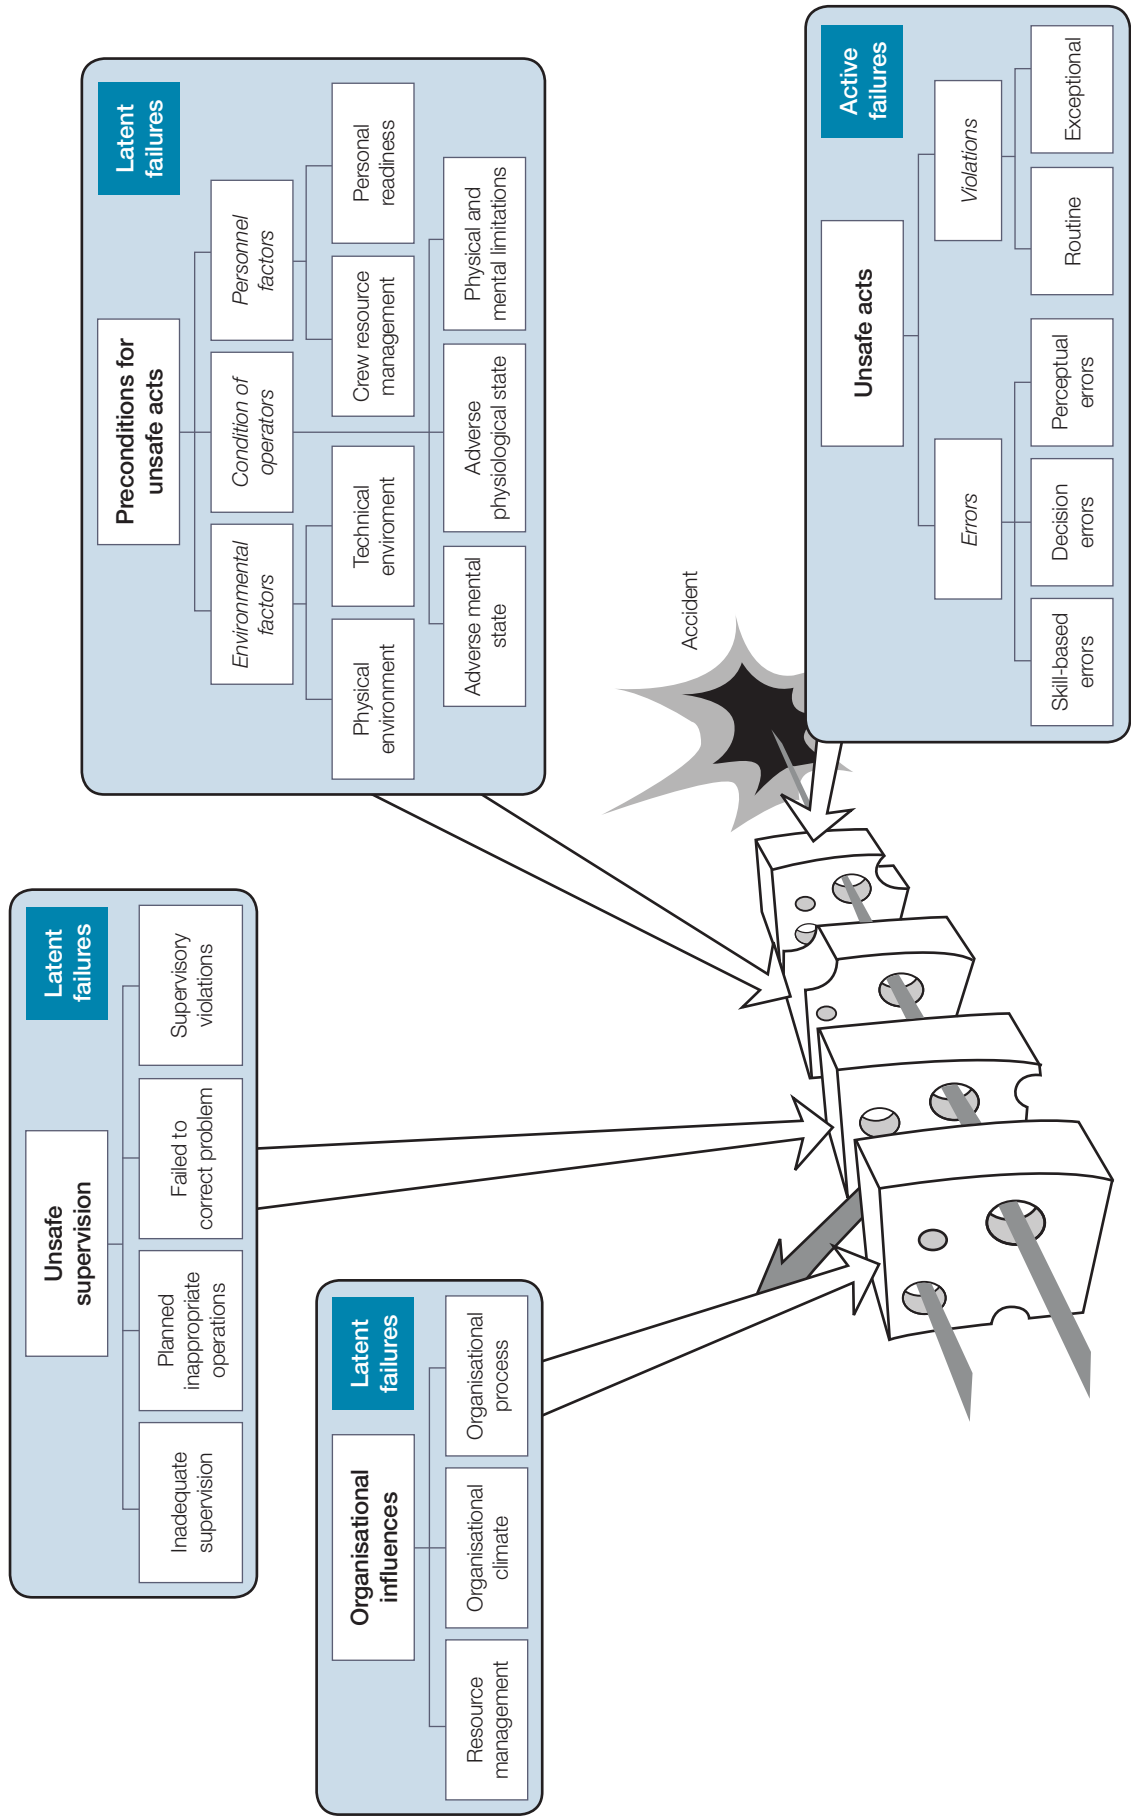 Unsafe
supervision
Latent
failures
Inadequate
supervision
Planned
inappropriate
operations
Failed to
correct problem
Supervisory
violations
Organisational
influences
Latent
failures
Resource
management
Organisational
climate
Organisational
process
Preconditions for
unsafe acts
Latent
failures
Environmental
factors
Condition of
operators
Personnel
factors
Physical
environment
Technical
enviroment
Crew resource
management
Personal
readiness
Adverse mental
state
Adverse
physiological state
Physical and
mental limitations
Accident
Unsafe acts
Active
failures
Errors
Violations
Skill-based
errors
Decision
errors
Perceptual
errors
Routine
Exceptional